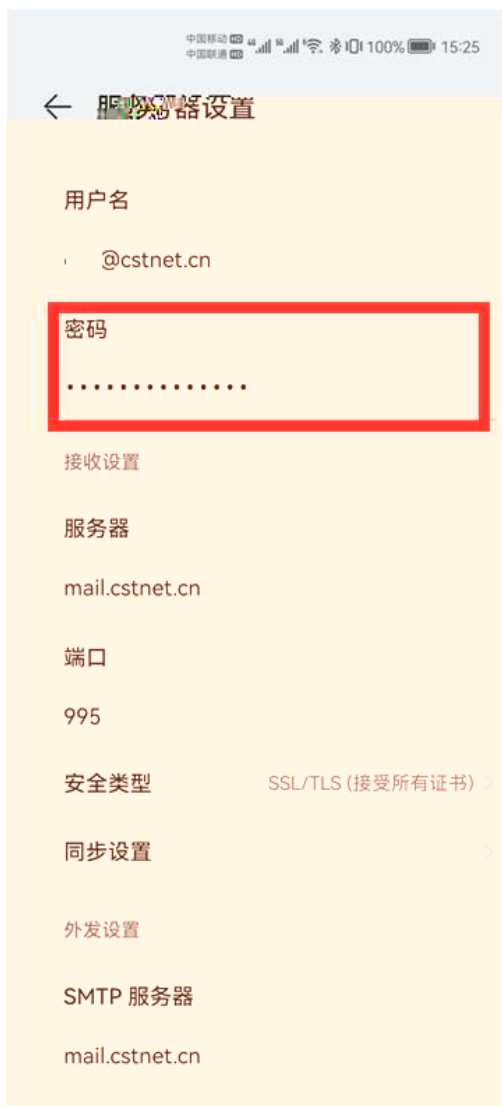 中国移动 HD
中国联通 HD
100% 15:25
服务器设置
用户名
@cstnet.cn
密码
••••••••••••••
接收设置
服务器
mail.cstnet.cn
端口
995
安全类型 SSL/TLS (接受所有证书)
同步设置
外发设置
SMTP 服务器
mail.cstnet.cn